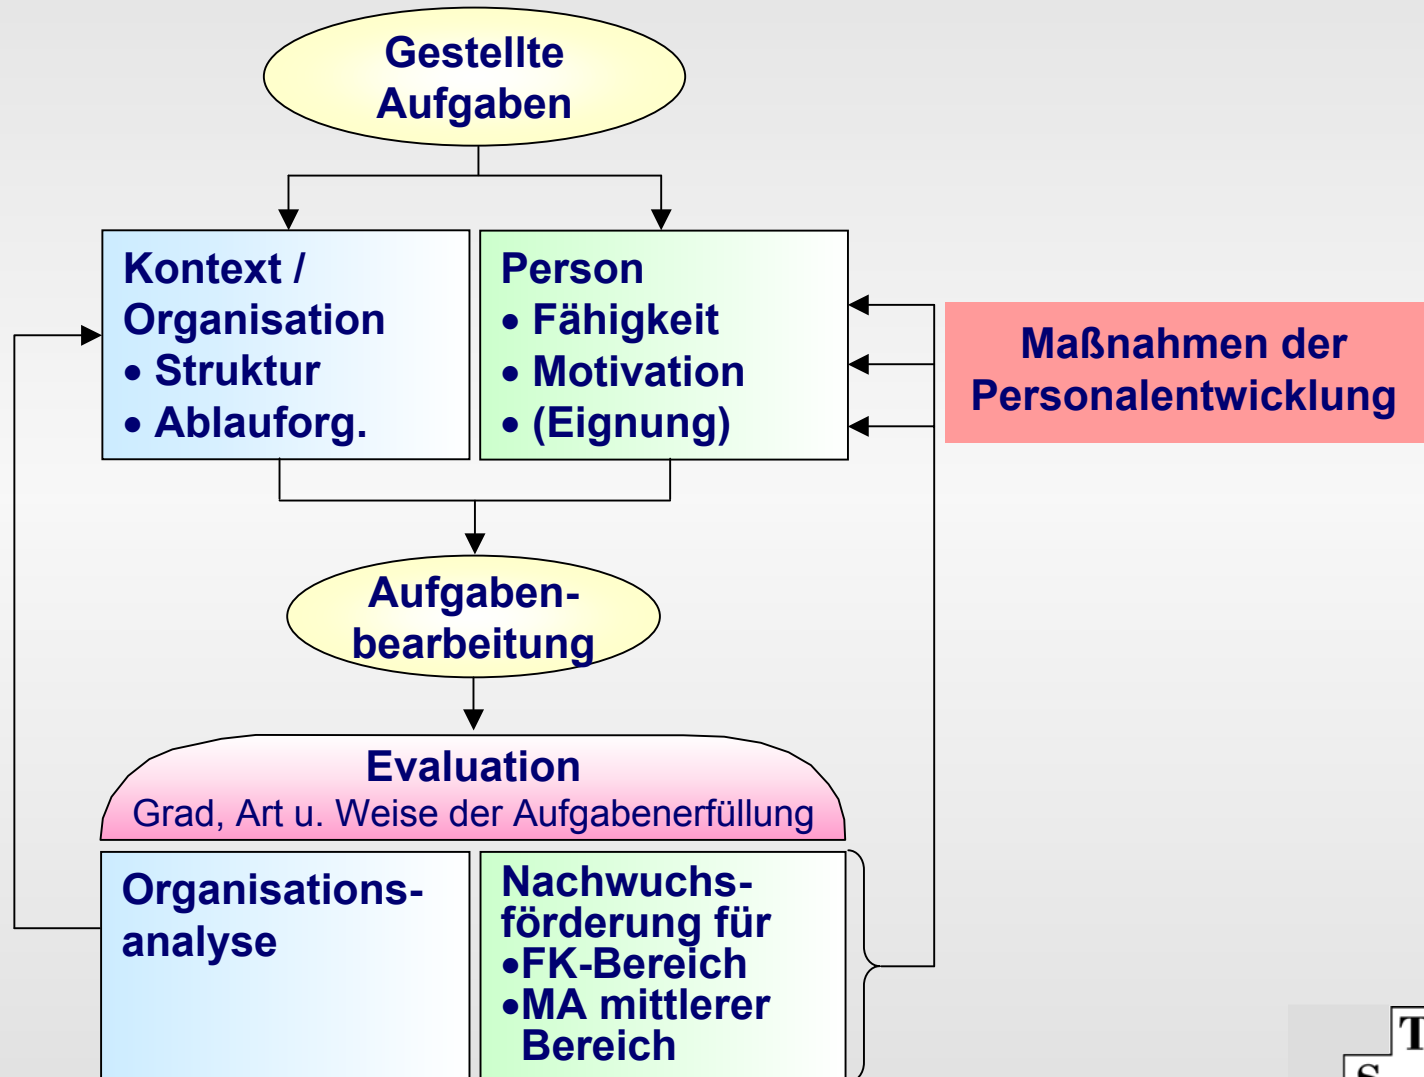 Gestellte
Aufgaben
Kontext /
Organisation
• Struktur
• Ablauforg.
Person
• Fähigkeit
• Motivation
• (Eignung)
Maßnahmen der
Personalentwicklung
Aufgaben-
bearbeitung
Evaluation
Grad, Art u. Weise der Aufgabenerfüllung
Organisations-
analyse
Nachwuchs-
förderung für
•FK-Bereich
•MA mittlerer
Bereich
T